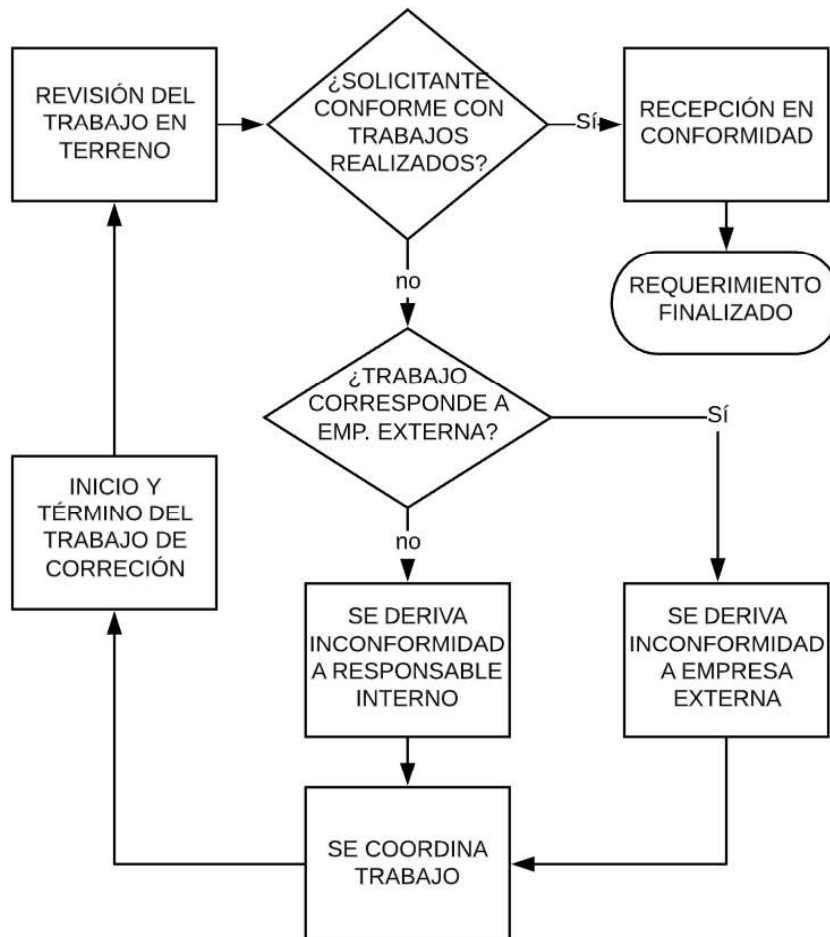 REVISIÓN DEL
TRABAJO EN
TERRENO
¿SOLICITANTE
CONFORME CON
TRABAJOS
REALIZADOS?
Sí
RECEPCIÓN EN
CONFORMIDAD
REQUERIMIENTO
FINALIZADO
no
¿TRABAJO
CORRESPONDE A
EMP. EXTERNA?
Sí
no
INICIO Y
TÉRMINO DEL
TRABAJO DE
CORRECIÓN
SE DERIVA
INCONFORMIDAD
A RESPONSABLE
INTERNO
SE DERIVA
INCONFORMIDAD
A EMPRESA
EXTERNA
SE COORDINA
TRABAJO